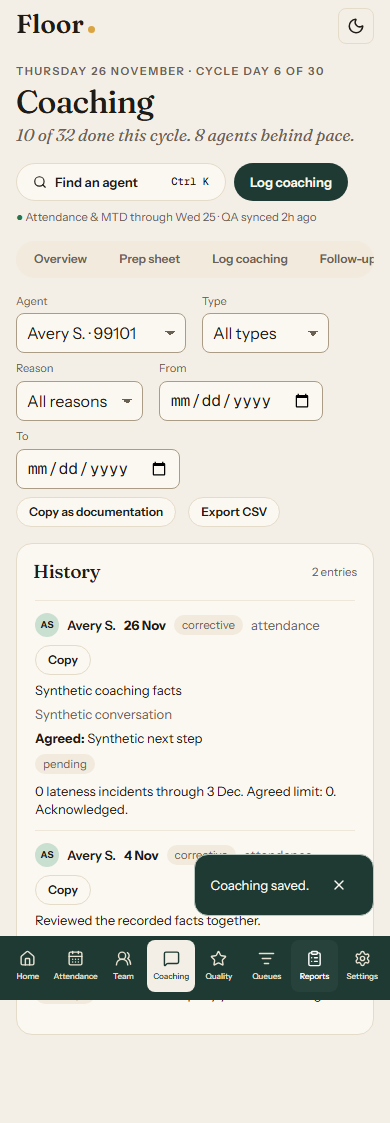 Floor
THURSDAY 26 NOVEMBER · CYCLE DAY 6 OF 30
Coaching
10 of 32 done this cycle. 8 agents behind pace.
Find an agent Ctrl K
Log coaching
Attendance & MTD through Wed 25 · QA synced 2h ago
Overview Prep sheet Log coaching Follow-up
Agent Type
Avery S. · 99101 All types
Reason From
All reasons mm/dd/yyyy
To
mm/dd/yyyy
Copy as documentation Export CSV
History 2 entries
AS Avery S. 26 Nov corrective attendance
Copy
Synthetic coaching facts
Synthetic conversation
Agreed: Synthetic next step
pending
0 lateness incidents through 3 Dec. Agreed limit: 0.
Acknowledged.
AS Avery S. 4 Nov
Coaching saved.
Copy
Reviewed the recorded facts together.
Home Attendance Team Coaching Quality Queues Reports Settings